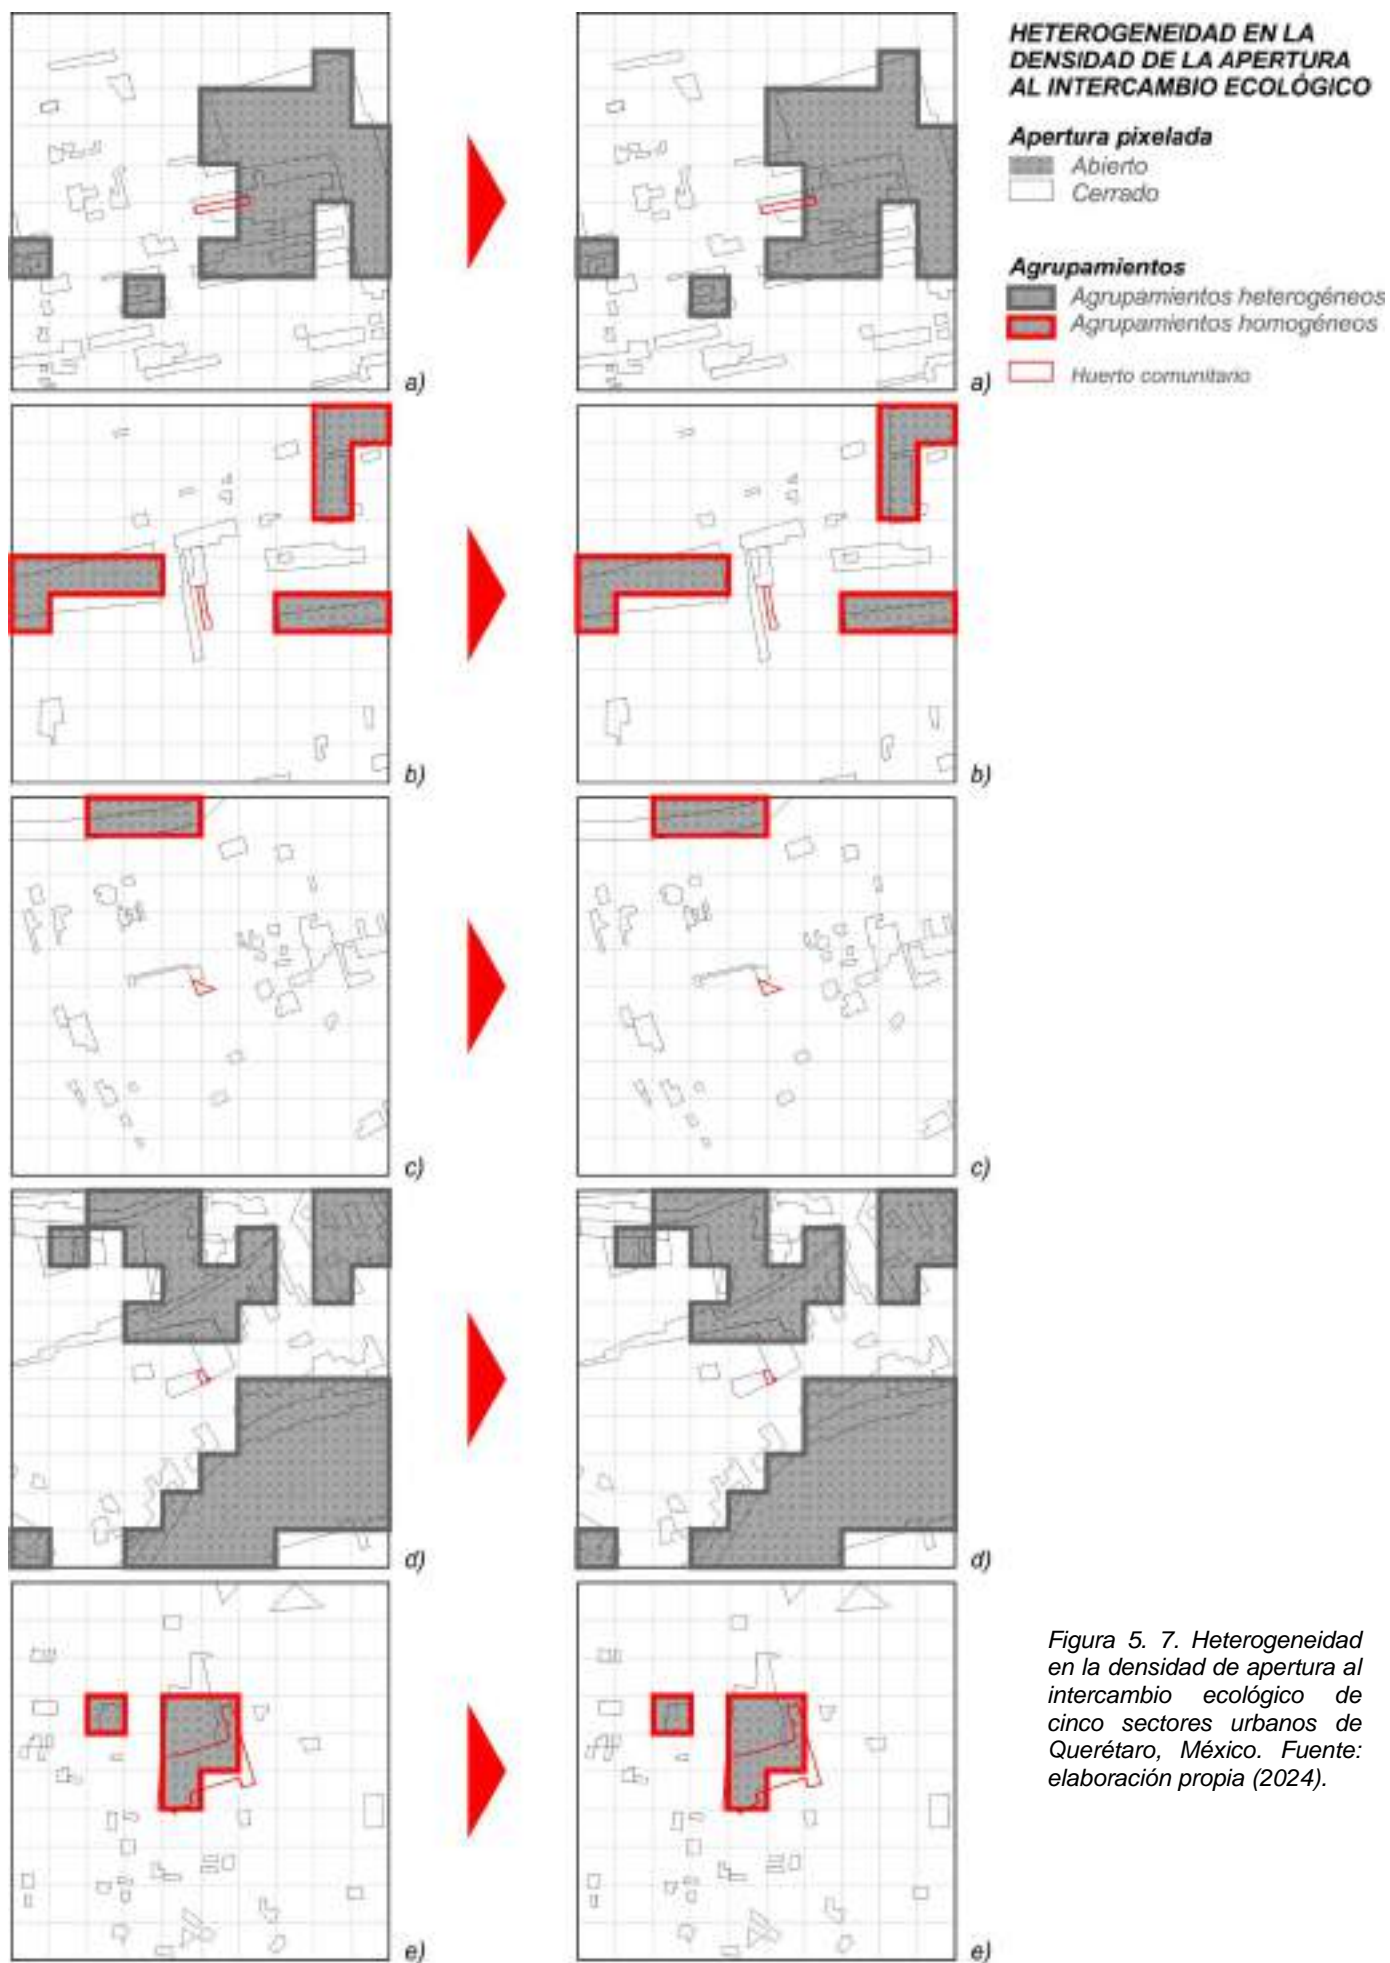 HETEROGENEIDAD EN LA
DENSIDAD DE LA APERTURA
AL INTERCAMBIO ECOLÓGICO
Apertura pixelada
Abierto
Cerrado
Agrupamientos
Agrupamientos heterogéneos
Agrupamientos homogéneos
Huerto comunitario
a)
a)
b)
b)
c)
c)
d)
d)
e)
e)
Figura 5. 7. Heterogeneidad
en la densidad de apertura al
intercambio ecológico de
cinco sectores urbanos de
Querétaro, México. Fuente:
elaboración propia (2024).